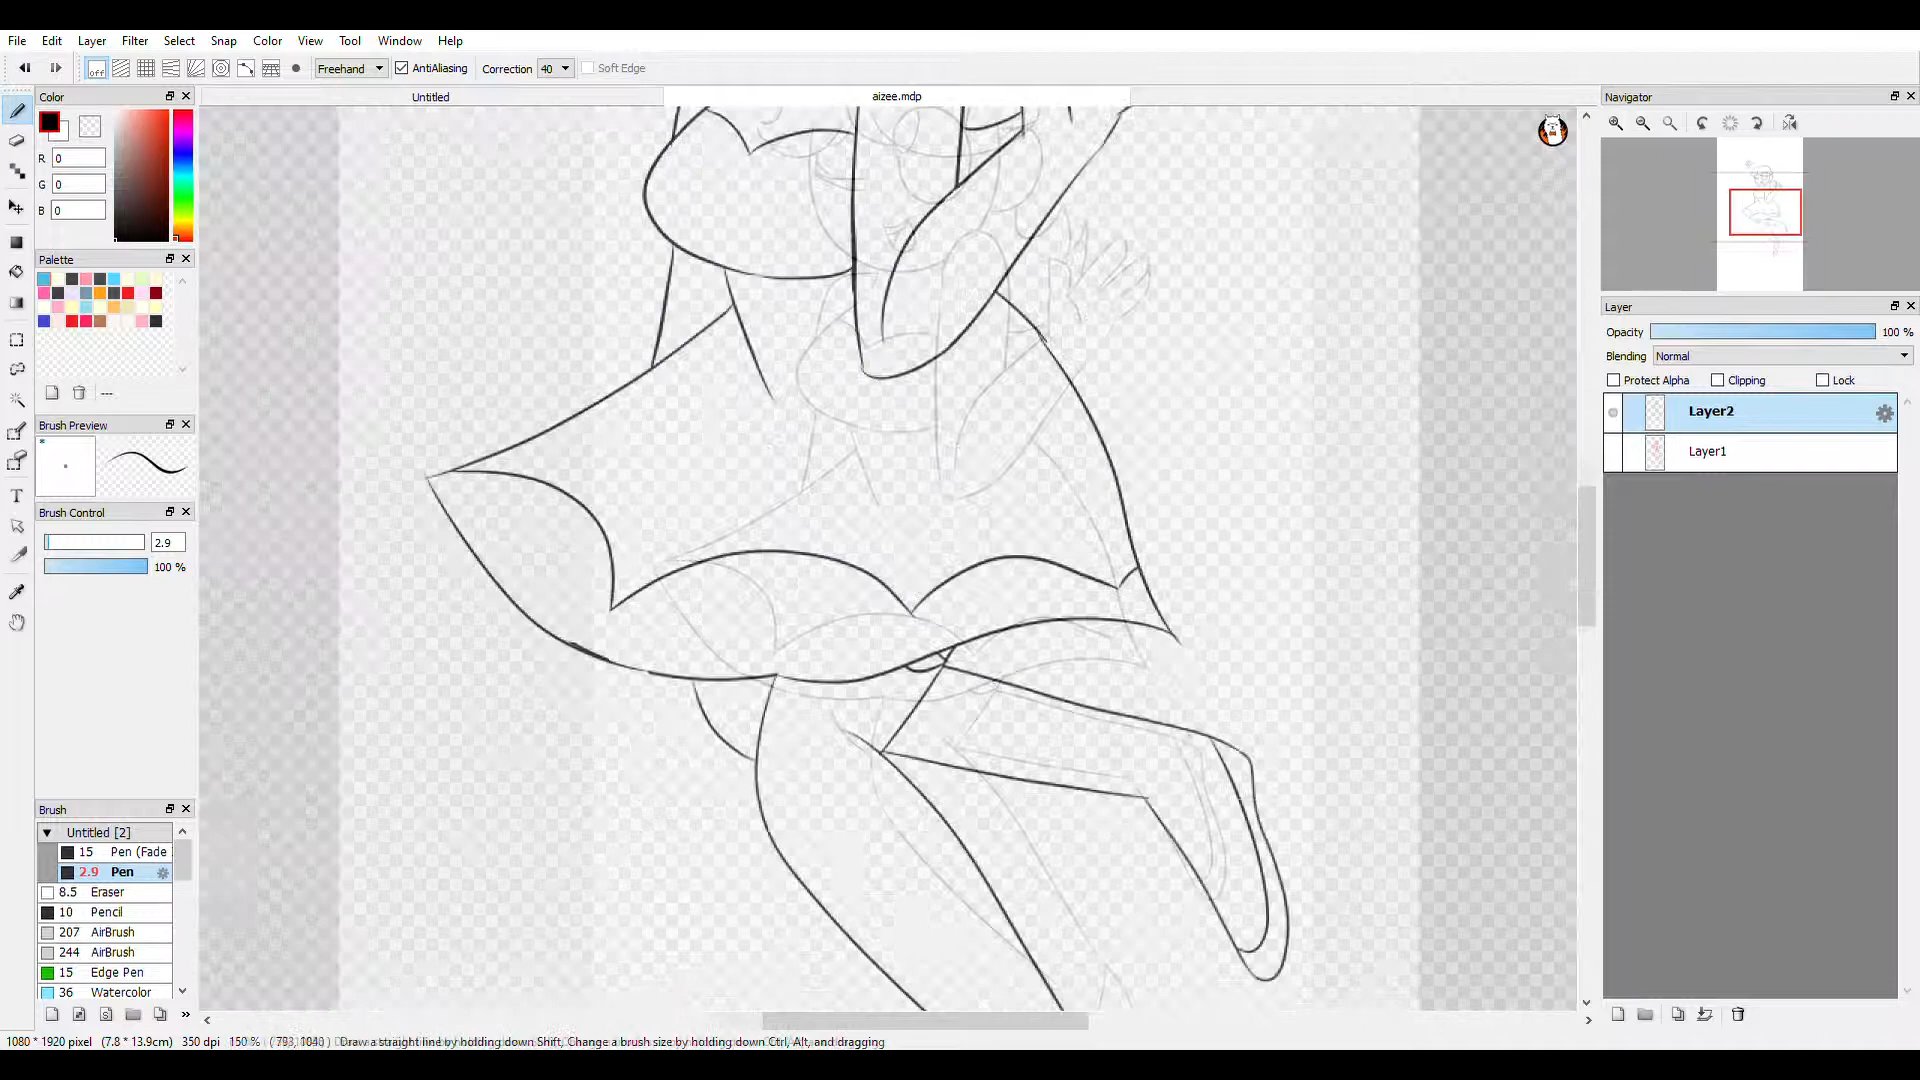 File Edit Layer Filter Select Snap Color View Tool Window Help
off Freehand AntiAliasing Correction 40 Soft Edge
Color
Untitled
aizee.mdp
Navigator
R 0
G 0
B 0
Palette
Layer
Opacity 100 %
Blending Normal
Protect Alpha Clipping Lock
Layer2
Layer1
Brush Preview
Brush Control
2.9
100 %
Brush
Untitled [2]
15 Pen (Fade
2.9 Pen
8.5 Eraser
10 Pencil
207 AirBrush
244 AirBrush
15 Edge Pen
36 Watercolor
1080 * 1920 pixel (7.8 * 13.9cm) 350 dpi 150 % Draw a straight line by holding down Shift, Change a brush size by holding down Ctrl, Alt, and dragging